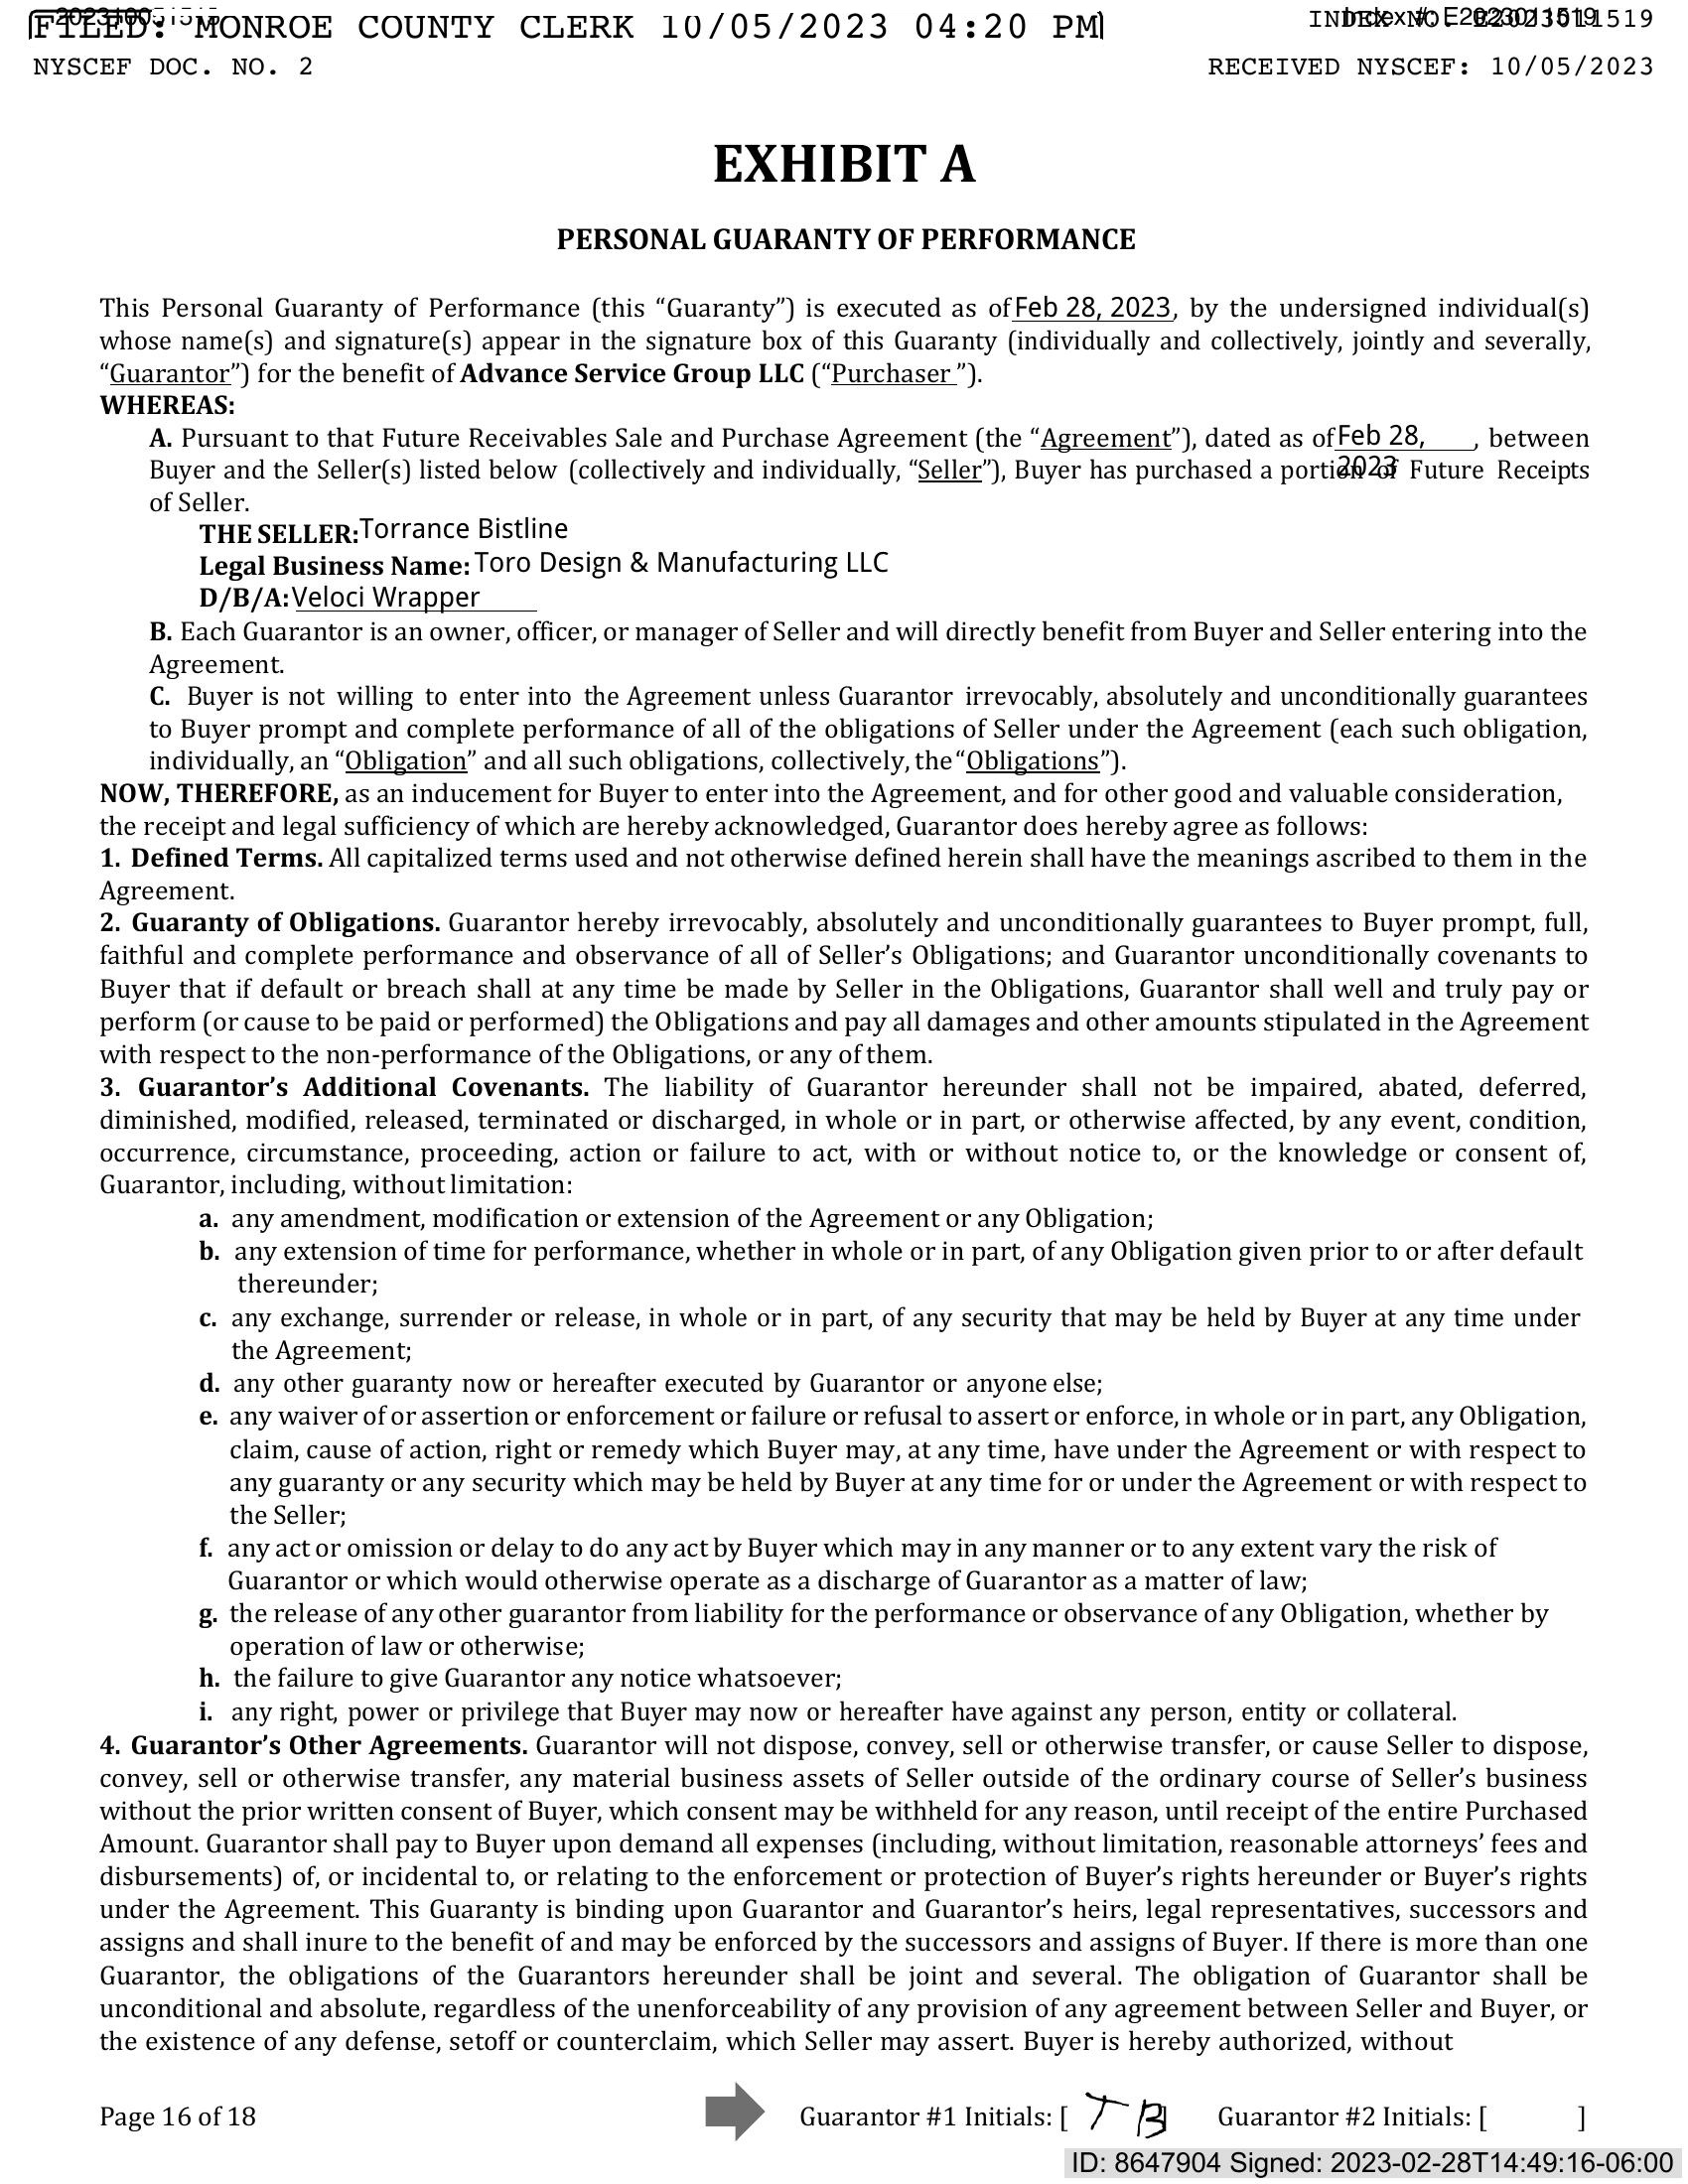 202310051515
FILED: MONROE COUNTY CLERK 10/05/2023 04:20 PM
INDEX NO. E2023011519
Index #: E2023011519
NYSCEF DOC. NO. 2
RECEIVED NYSCEF: 10/05/2023
EXHIBIT A
PERSONAL GUARANTY OF PERFORMANCE
This Personal Guaranty of Performance (this “Guaranty”) is executed as of Feb 28, 2023, by the undersigned individual(s)
whose name(s) and signature(s) appear in the signature box of this Guaranty (individually and collectively, jointly and severally,
“Guarantor”) for the benefit of Advance Service Group LLC (“Purchaser ”).
WHEREAS:
A. Pursuant to that Future Receivables Sale and Purchase Agreement (the “Agreement”), dated as of Feb 28, 2023, between
Buyer and the Seller(s) listed below (collectively and individually, “Seller”), Buyer has purchased a portion of Future Receipts
of Seller.
THE SELLER: Torrance Bistline
Legal Business Name: Toro Design & Manufacturing LLC
D/B/A: Veloci Wrapper
B. Each Guarantor is an owner, officer, or manager of Seller and will directly benefit from Buyer and Seller entering into the
Agreement.
C. Buyer is not willing to enter into the Agreement unless Guarantor irrevocably, absolutely and unconditionally guarantees
to Buyer prompt and complete performance of all of the obligations of Seller under the Agreement (each such obligation,
individually, an “Obligation” and all such obligations, collectively, the “Obligations”).
NOW, THEREFORE, as an inducement for Buyer to enter into the Agreement, and for other good and valuable consideration,
the receipt and legal sufficiency of which are hereby acknowledged, Guarantor does hereby agree as follows:
1. Defined Terms. All capitalized terms used and not otherwise defined herein shall have the meanings ascribed to them in the
Agreement.
2. Guaranty of Obligations. Guarantor hereby irrevocably, absolutely and unconditionally guarantees to Buyer prompt, full,
faithful and complete performance and observance of all of Seller’s Obligations; and Guarantor unconditionally covenants to
Buyer that if default or breach shall at any time be made by Seller in the Obligations, Guarantor shall well and truly pay or
perform (or cause to be paid or performed) the Obligations and pay all damages and other amounts stipulated in the Agreement
with respect to the non-performance of the Obligations, or any of them.
3. Guarantor’s Additional Covenants. The liability of Guarantor hereunder shall not be impaired, abated, deferred,
diminished, modified, released, terminated or discharged, in whole or in part, or otherwise affected, by any event, condition,
occurrence, circumstance, proceeding, action or failure to act, with or without notice to, or the knowledge or consent of,
Guarantor, including, without limitation:
a. any amendment, modification or extension of the Agreement or any Obligation;
b. any extension of time for performance, whether in whole or in part, of any Obligation given prior to or after default
thereunder;
c. any exchange, surrender or release, in whole or in part, of any security that may be held by Buyer at any time under
the Agreement;
d. any other guaranty now or hereafter executed by Guarantor or anyone else;
e. any waiver of or assertion or enforcement or failure or refusal to assert or enforce, in whole or in part, any Obligation,
claim, cause of action, right or remedy which Buyer may, at any time, have under the Agreement or with respect to
any guaranty or any security which may be held by Buyer at any time for or under the Agreement or with respect to
the Seller;
f. any act or omission or delay to do any act by Buyer which may in any manner or to any extent vary the risk of
Guarantor or which would otherwise operate as a discharge of Guarantor as a matter of law;
g. the release of any other guarantor from liability for the performance or observance of any Obligation, whether by
operation of law or otherwise;
h. the failure to give Guarantor any notice whatsoever;
i. any right, power or privilege that Buyer may now or hereafter have against any person, entity or collateral.
4. Guarantor’s Other Agreements. Guarantor will not dispose, convey, sell or otherwise transfer, or cause Seller to dispose,
convey, sell or otherwise transfer, any material business assets of Seller outside of the ordinary course of Seller’s business
without the prior written consent of Buyer, which consent may be withheld for any reason, until receipt of the entire Purchased
Amount. Guarantor shall pay to Buyer upon demand all expenses (including, without limitation, reasonable attorneys’ fees and
disbursements) of, or incidental to, or relating to the enforcement or protection of Buyer’s rights hereunder or Buyer’s rights
under the Agreement. This Guaranty is binding upon Guarantor and Guarantor’s heirs, legal representatives, successors and
assigns and shall inure to the benefit of and may be enforced by the successors and assigns of Buyer. If there is more than one
Guarantor, the obligations of the Guarantors hereunder shall be joint and several. The obligation of Guarantor shall be
unconditional and absolute, regardless of the unenforceability of any provision of any agreement between Seller and Buyer, or
the existence of any defense, setoff or counterclaim, which Seller may assert. Buyer is hereby authorized, without
Page 16 of 18
Guarantor #1 Initials: [ TB ]
Guarantor #2 Initials: [ ]
ID: 8647904 Signed: 2023-02-28T14:49:16-06:00